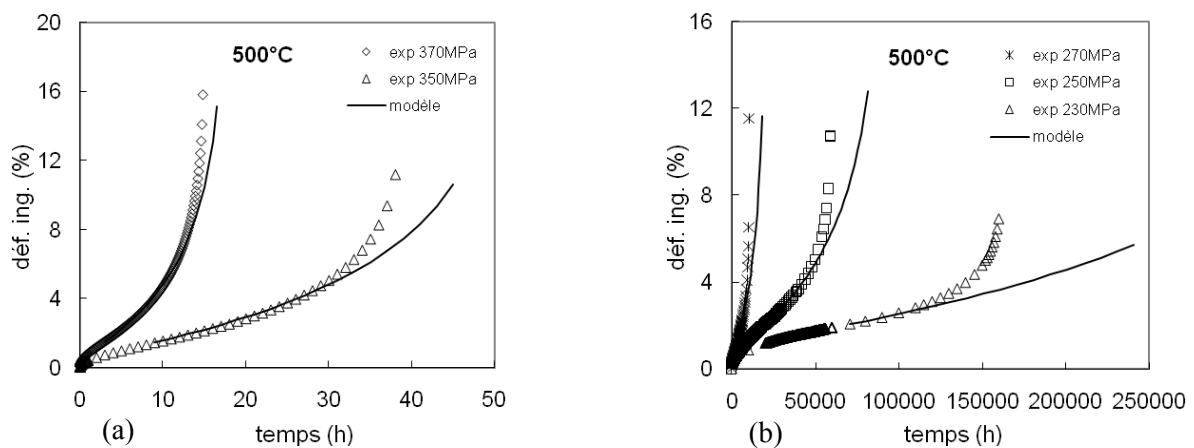 20
16
12
8
4
0
déf. ing. (%)
500°C
exp 370MPa
exp 350MPa
modèle
0
10
20
30
40
50
(a)
temps (h)
16
12
8
4
0
déf. ing. (%)
500°C
exp 270MPa
exp 250MPa
exp 230MPa
modèle
0
50000
100000
150000
200000
250000
(b)
temps (h)